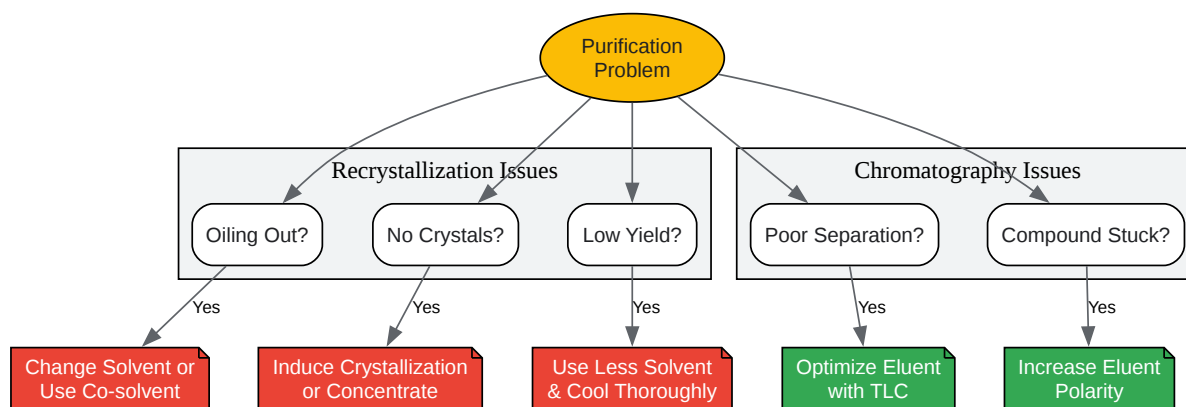 Purification
Problem
Recrystallization Issues
Chromatography Issues
Oiling Out?
No Crystals?
Low Yield?
Poor Separation?
Compound Stuck?
Yes
Yes
Yes
Yes
Yes
Change Solvent or
Use Co-solvent
Induce Crystallization
or Concentrate
Use Less Solvent
& Cool Thoroughly
Optimize Eluent
with TLC
Increase Eluent
Polarity